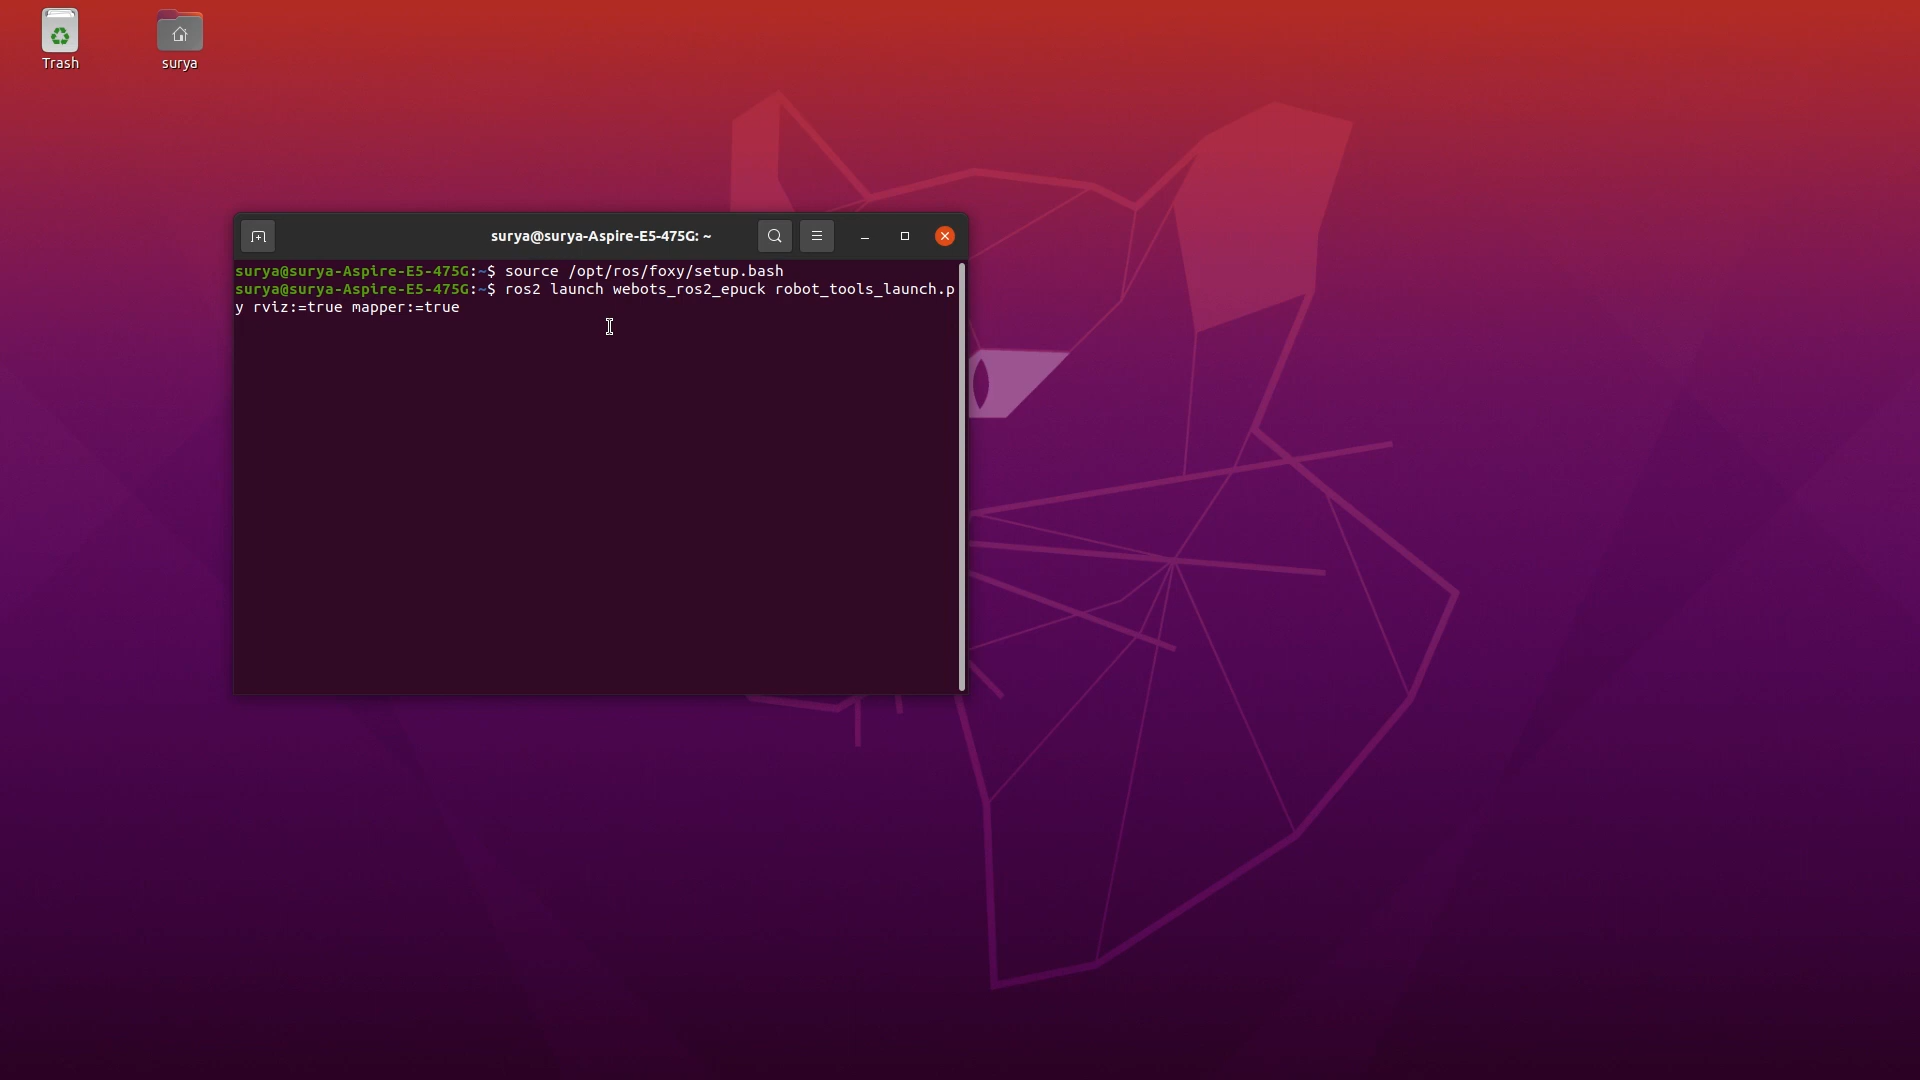 Trash
surya
surya@surya-Aspire-E5-475G: ~
surya@surya-Aspire-E5-475G:~$ source /opt/ros/foxy/setup.bash
surya@surya-Aspire-E5-475G:~$ ros2 launch webots_ros2_epuck robot_tools_launch.p
y rviz:=true mapper:=true